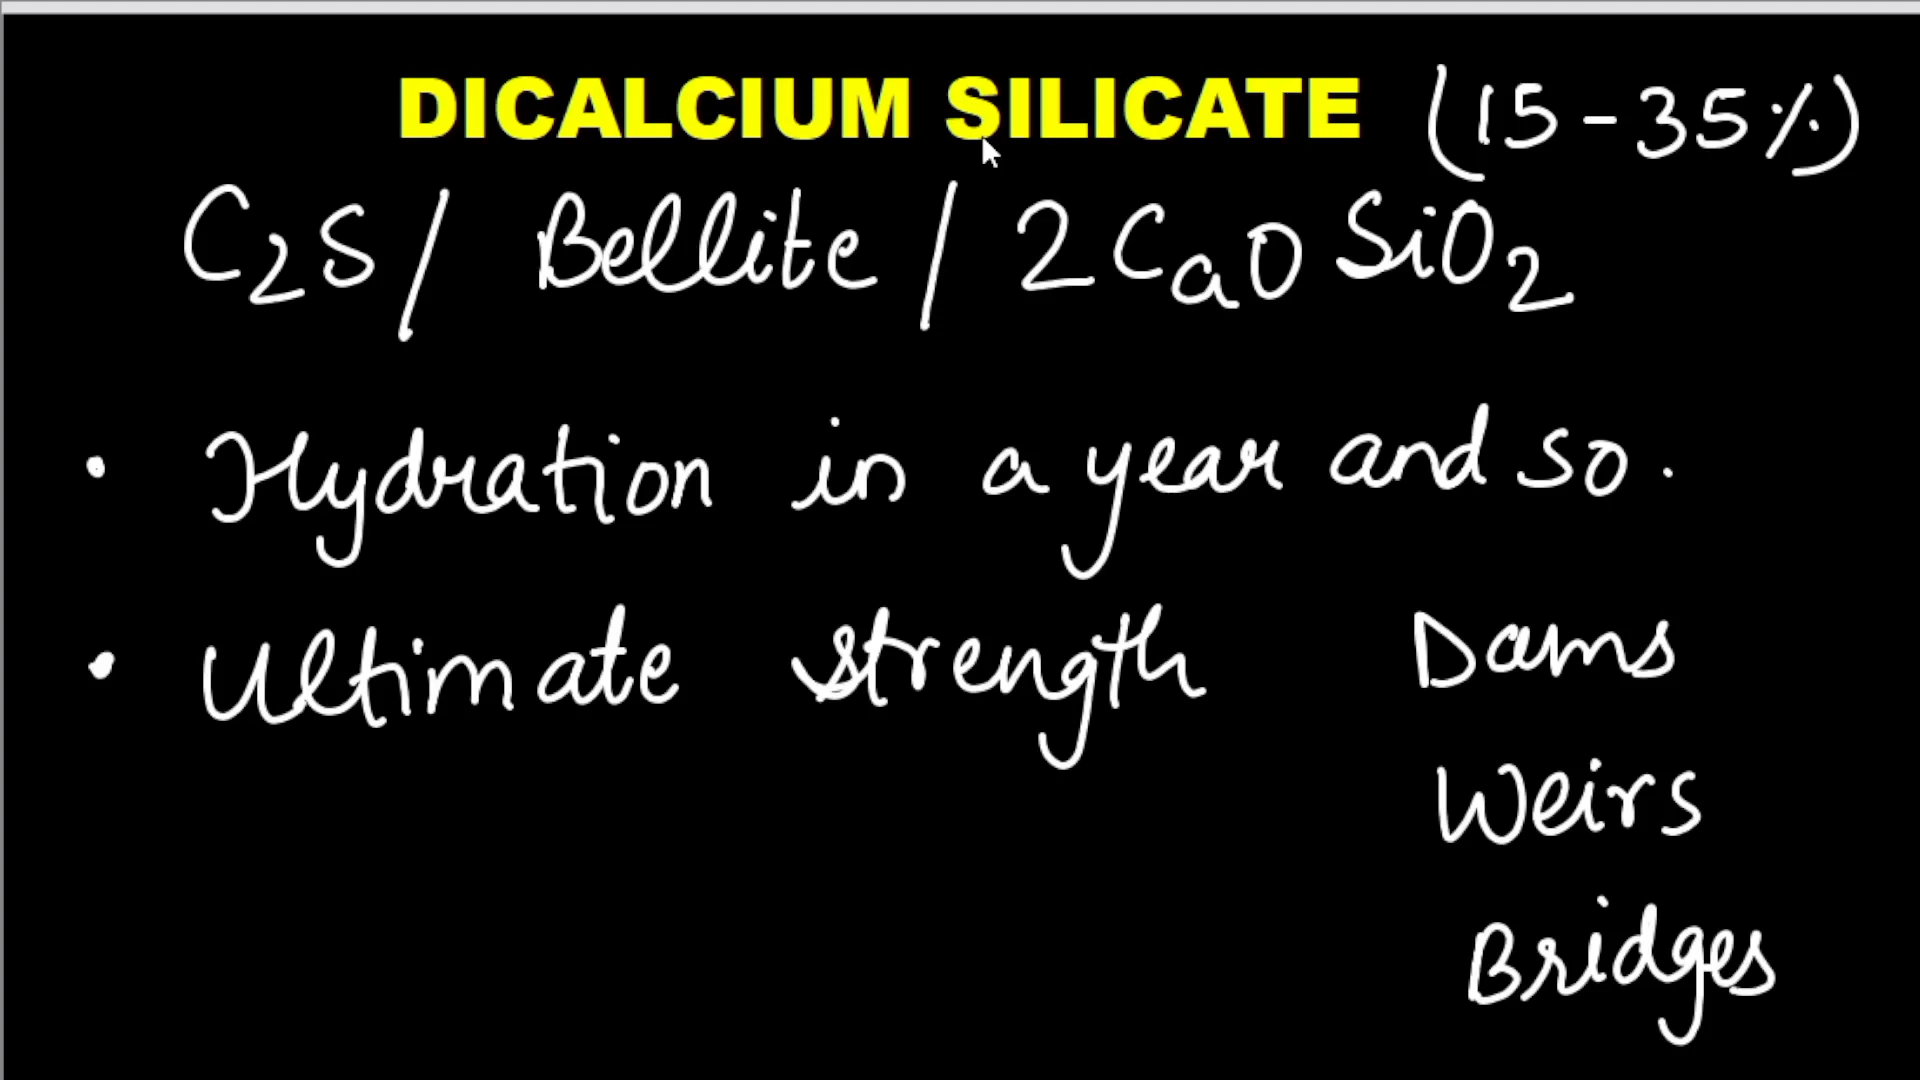 DICALCIUM SILICATE (15-35%)
C2S / Bellite / 2CaO SiO2
• Hydration in a year and so.
• Ultimate strength Dams
Weirs
Bridges